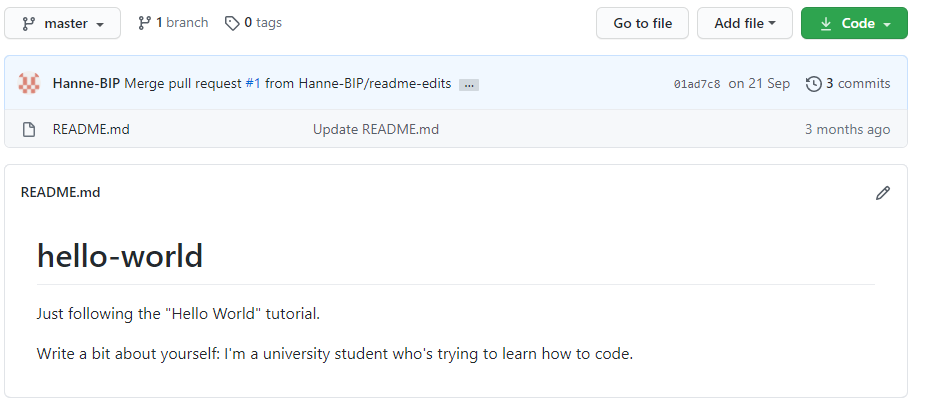 master 1 branch 0 tags Go to file Add file Code
Hanne-BIP Merge pull request #1 from Hanne-BIP/readme-edits ... 01ad7c8 on 21 Sep 3 commits
README.md Update README.md 3 months ago
README.md
hello-world
Just following the "Hello World" tutorial.
Write a bit about yourself: I'm a university student who's trying to learn how to code.